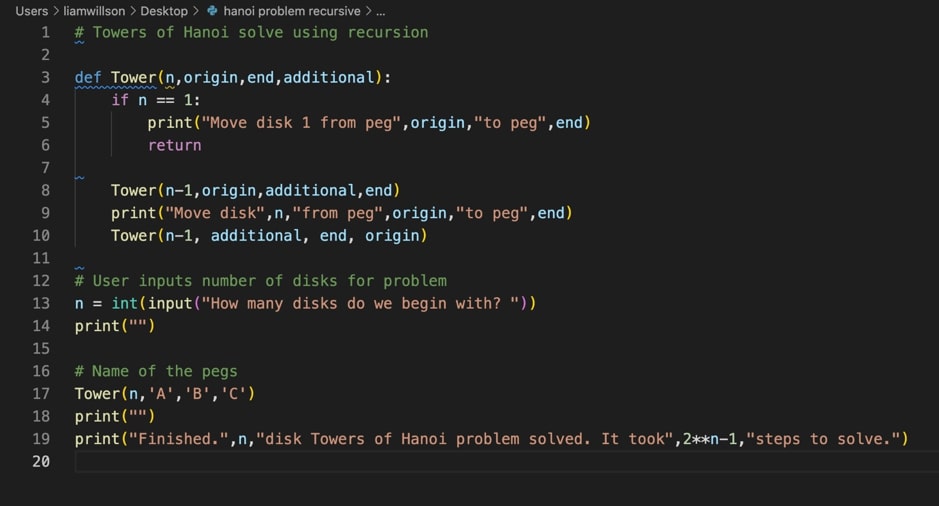 Users > liamwillson > Desktop > hanoi problem recursive > ...
1 # Towers of Hanoi solve using recursion
2
3 def Tower(n,origin,end,additional):
4     if n == 1:
5         print("Move disk 1 from peg",origin,"to peg",end)
6         return
7
8     Tower(n-1,origin,additional,end)
9     print("Move disk",n,"from peg",origin,"to peg",end)
10     Tower(n-1, additional, end, origin)
11
12 # User inputs number of disks for problem
13 n = int(input("How many disks do we begin with? "))
14 print("")
15
16 # Name of the pegs
17 Tower(n,'A','B','C')
18 print("")
19 print("Finished.",n,"disk Towers of Hanoi problem solved. It took",2**n-1,"steps to solve.")
20